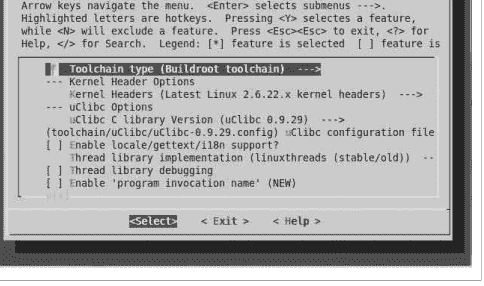 Arrow keys navigate the menu. <Enter> selects submenus --->.
Highlighted letters are hotkeys. Pressing <Y> selectes a feature,
while <N> will exclude a feature. Press <Esc><Esc> to exit, <?> for
Help, </> for Search. Legend: [*] feature is selected [ ] feature is
Toolchain type (Buildroot toolchain) --->
--- Kernel Header Options
Kernel Headers (Latest Linux 2.6.22.x kernel headers) --->
--- uClibc Options
uClibc C library Version (uClibc 0.9.29) --->
(toolchain/uClibc/uClibc-0.9.29.config) uClibc configuration file
[ ] Enable locale/gettext/i18n support?
Thread library implementation (linuxthreads (stable/old)) --
[ ] Thread library debugging
[ ] Enable 'program invocation name' (NEW)
<Select> < Exit > < Help >